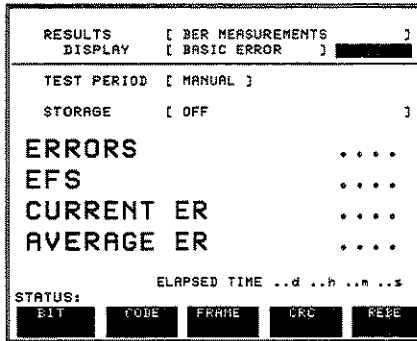 RESULTS [ BER MEASUREMENTS ]
DISPLAY [ BASIC ERROR ]
TEST PERIOD [ MANUAL ]
STORAGE [ OFF ]
ERRORS ....
EFS ....
CURRENT ER ....
AVERAGE ER ....
ELAPSED TIME ..d ..h ..m ..s
STATUS:
BIT CODE FRAME CRC REBE